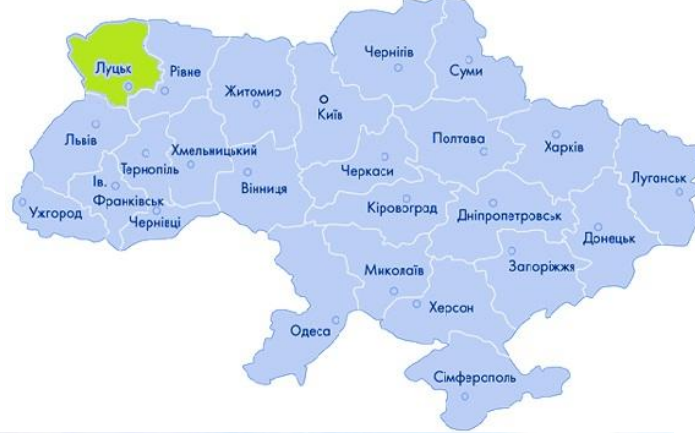 Чернігів
Суми
Луцьк
Рівне
Житомир
Київ
Львів
Тернопіль
Хмельницький
Вінниця
Черкаси
Полтава
Харків
Луганськ
Ів.
Франківськ
Ужгород
Чернівці
Кіровоград
Дніпропетровськ
Донецьк
Миколаїв
Загоріжжя
Херсон
Одеса
Сімферополь